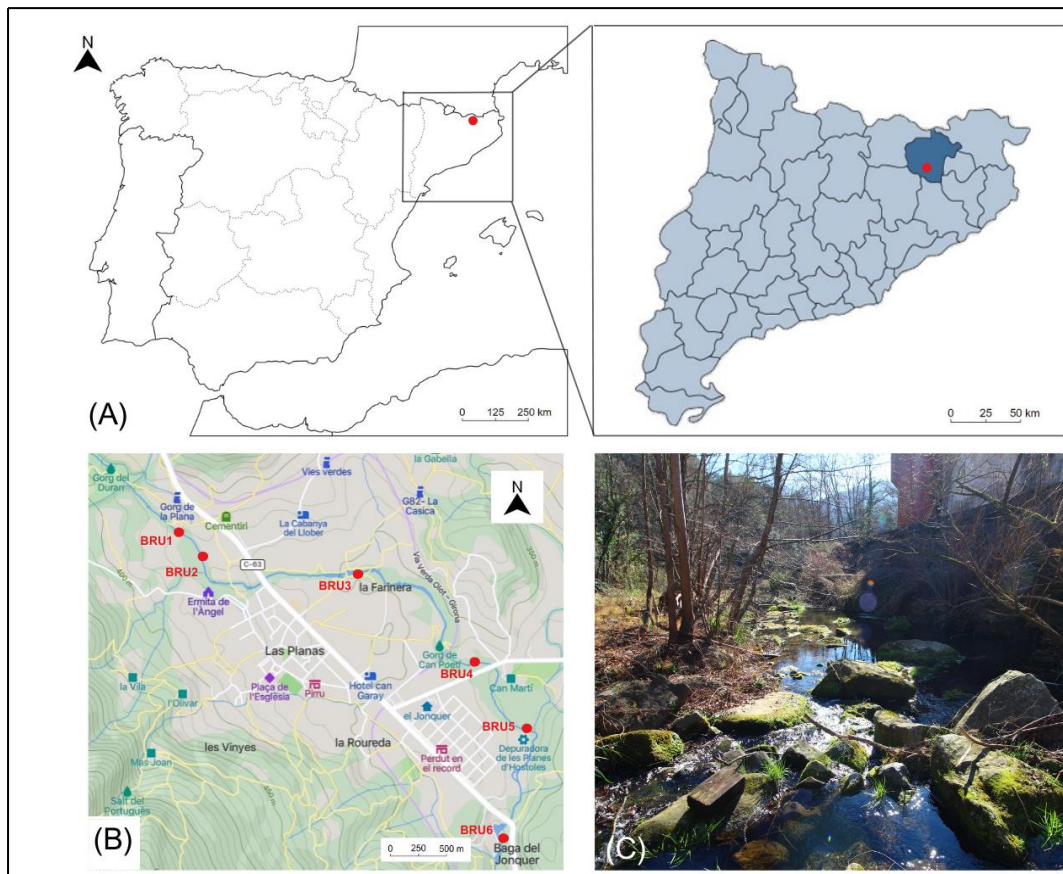 N
0 125 250 km
(A)
0 25 50 km
la Gabella
Gorg del
Duran
Vies verdes
N
G82- La
Casica
Gorg de
la Plana
Cementiri
La Cabanya
del Llober
BRU1
C-63
BRU2
400 m
350 m
BRU3
la Farinera
Via Verda Olot - Girona
Ermita de
l'Àngel
Las Planas
Gorg de
Can Poetí
BRU4
la Vila
Plaça de
l'Església
Pirru
Hotel can
Garay
Can Martí
l'Olivar
el Jonquer
BRU5
les Vinyes
la Roureda
Perdut en
el record
Depuradora
de les Planes
d'Hostoles
Mas Joan
Salt del
Portuguès
BRU6
(B)
0 250 500 m
Baga del
Jonquer
(C)